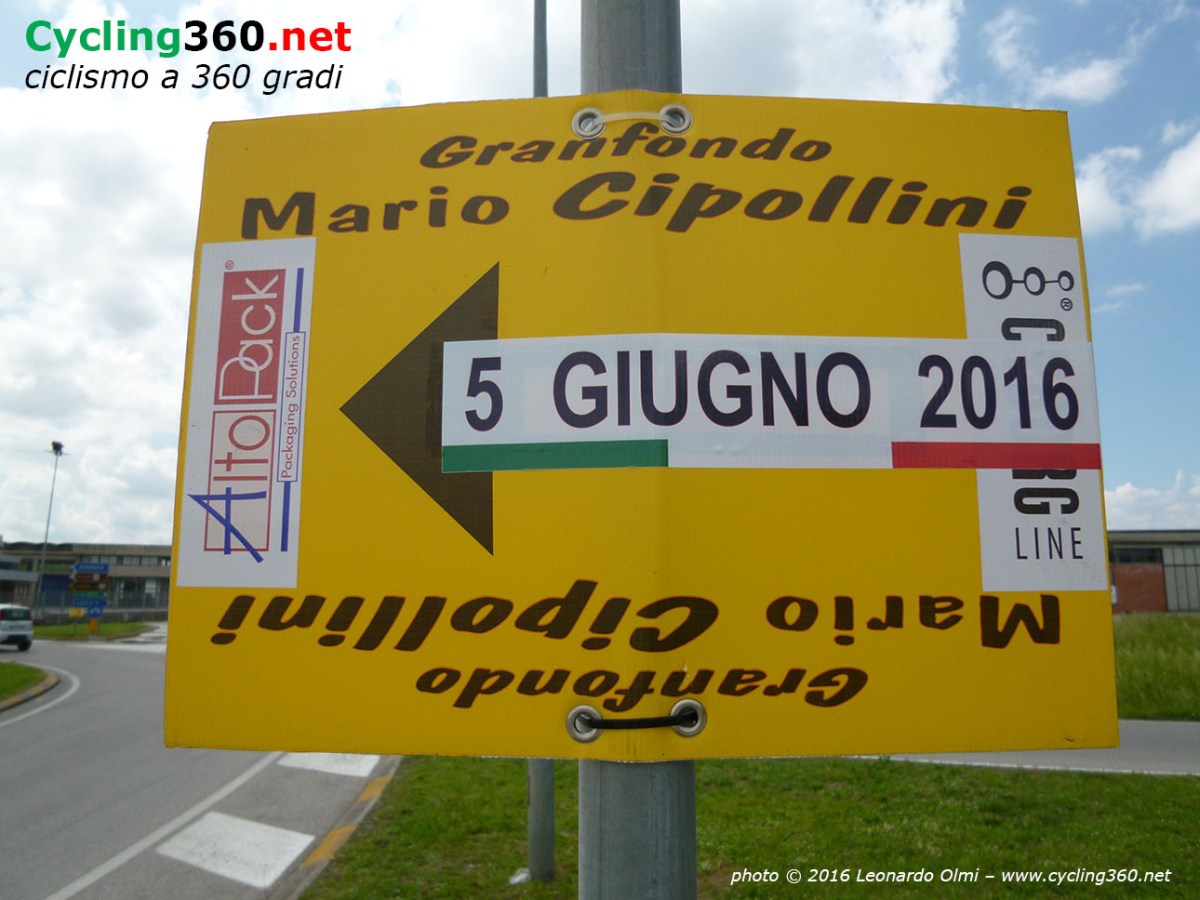 Cycling360.net
ciclismo a 360 gradi
Granfondo
Mario Cipollini
AltoPack®
Packaging Solutions
®
5 GIUGNO 2016
LINE
Mario Cipollini
Granfondo
photo © 2016 Leonardo Olmi – www.cycling360.net